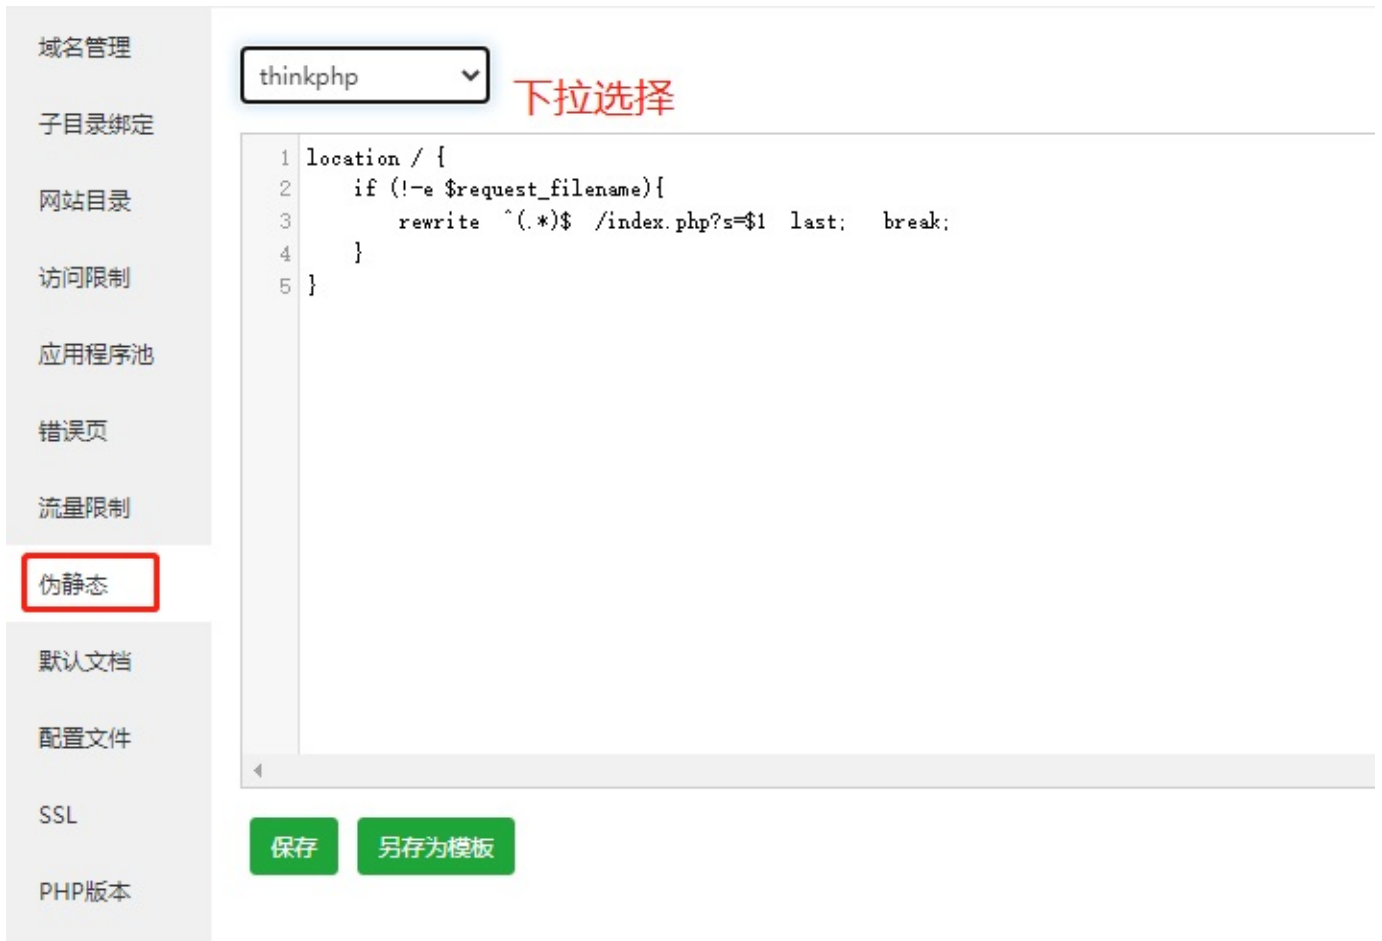 域名管理
子目录绑定
网站目录
访问限制
应用程序池
错误页
流量限制
伪静态
默认文档
配置文件
SSL
PHP版本
thinkphp
下拉选择
1 location / {
2 if (!-e $request_filename){
3 rewrite ^(.*)$ /index.php?s=$1 last; break;
4 }
5 }
保存
另存为模板